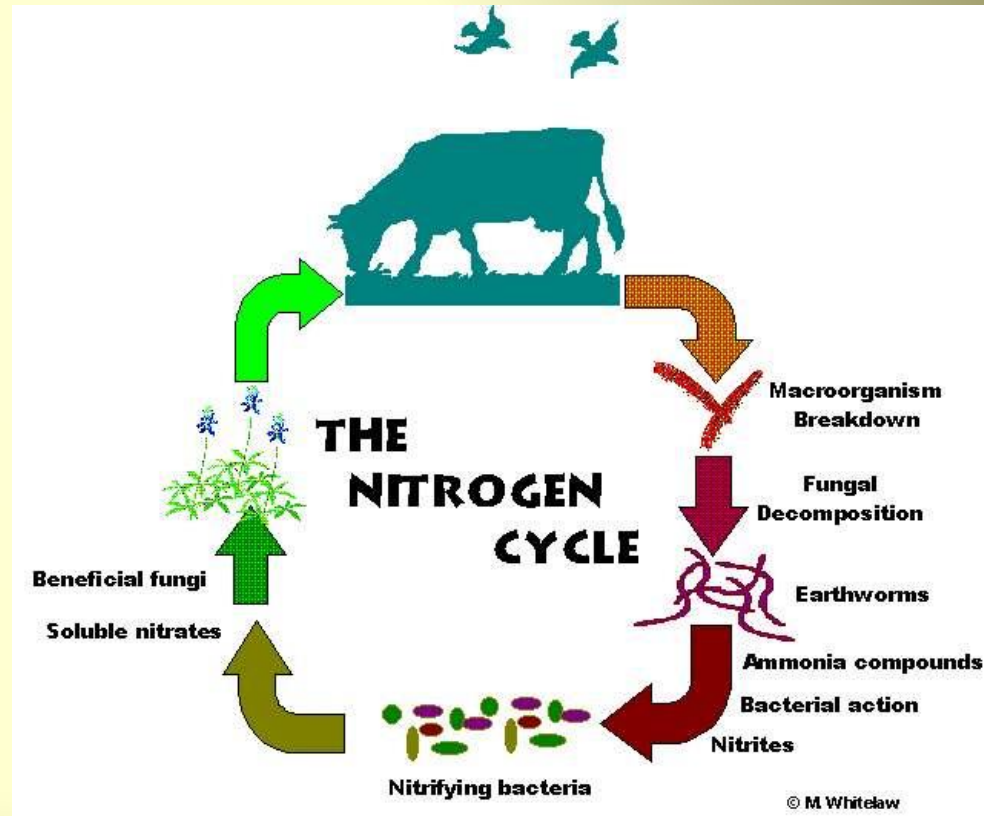 THE
NITROGEN
CYCLE
Macroorganism
Breakdown
Fungal
Decomposition
Earthworms
Ammonia compounds
Bacterial action
Nitrites
Nitrifying bacteria
Soluble nitrates
Beneficial fungi
© M Whitelaw